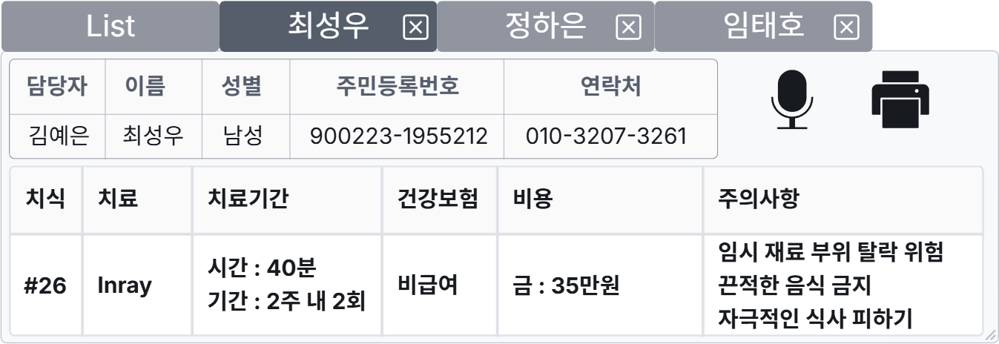 List 최성우 정하은 임태호
담당자 이름 성별 주민등록번호 연락처
김예은 최성우 남성 900223-1955212 010-3207-3261
치식 치료 치료기간 건강보험 비용 주의사항
#26 Inray 시간 : 40분 기간 : 2주 내 2회 비급여 금 : 35만원 임시 재료 부위 탈락 위험
끈적한 음식 금지
자극적인 식사 피하기